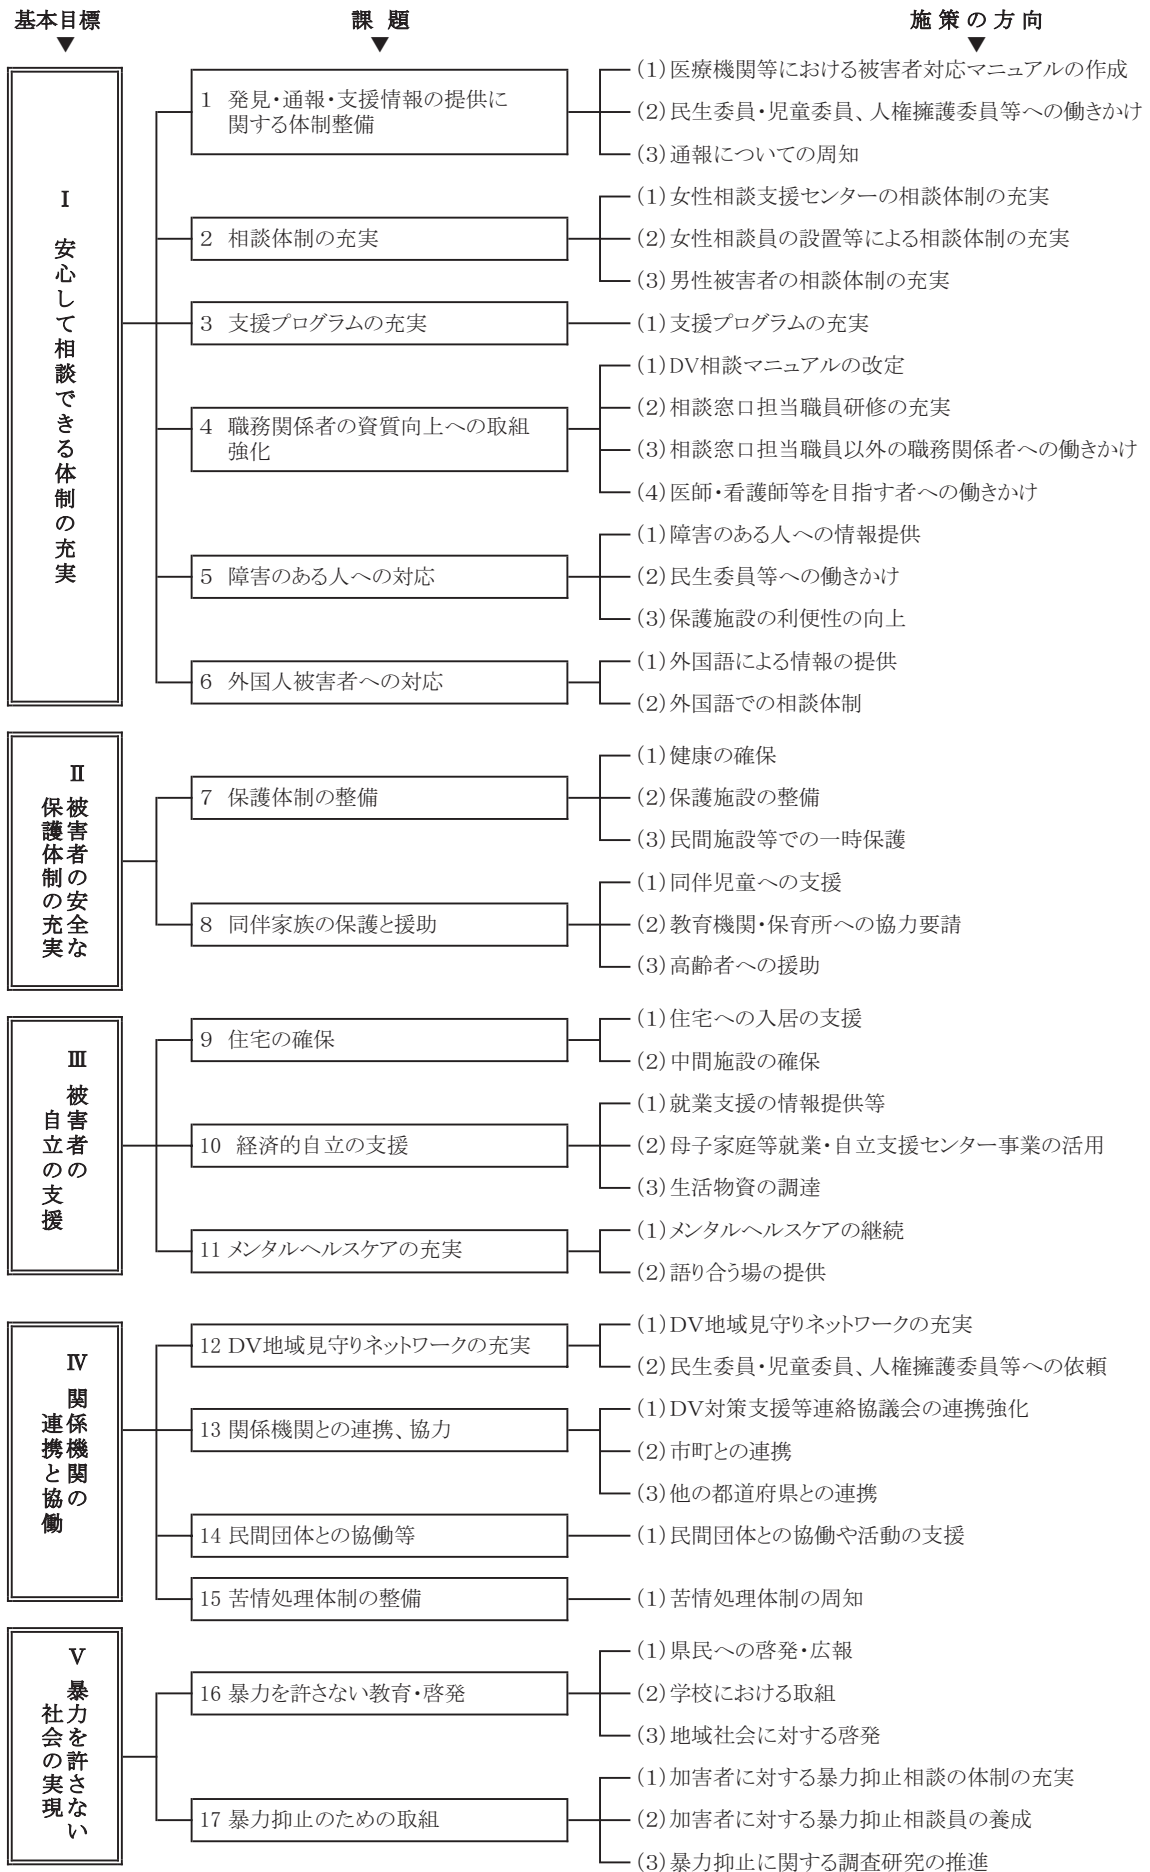 基本目標
課 題
施 策 の 方 向
▼
▼
▼
Ⅰ 安心して相談できる体制の充実
1 発見・通報・支援情報の提供に
関する体制整備
(1)医療機関等における被害者対応マニュアルの作成
(2)民生委員・児童委員、人権擁護委員等への働きかけ
(3)通報についての周知
2 相談体制の充実
(1)女性相談支援センターの相談体制の充実
(2)女性相談員の設置等による相談体制の充実
(3)男性被害者の相談体制の充実
3 支援プログラムの充実
(1)支援プログラムの充実
4 職務関係者の資質向上への取組
強化
(1)DV相談マニュアルの改定
(2)相談窓口担当職員研修の充実
(3)相談窓口担当職員以外の職務関係者への働きかけ
(4)医師・看護師等を目指す者への働きかけ
5 障害のある人への対応
(1)障害のある人への情報提供
(2)民生委員等への働きかけ
(3)保護施設の利便性の向上
6 外国人被害者への対応
(1)外国語による情報の提供
(2)外国語での相談体制
Ⅱ 被害者の安全な
保護体制の充実
7 保護体制の整備
(1)健康の確保
(2)保護施設の整備
(3)民間施設等での一時保護
8 同伴家族の保護と援助
(1)同伴児童への支援
(2)教育機関・保育所への協力要請
(3)高齢者への援助
Ⅲ 被害者の
自立の支援
9 住宅の確保
(1)住宅への入居の支援
(2)中間施設の確保
10 経済的自立の支援
(1)就業支援の情報提供等
(2)母子家庭等就業・自立支援センター事業の活用
(3)生活物資の調達
11 メンタルヘルスケアの充実
(1)メンタルヘルスケアの継続
(2)語り合う場の提供
Ⅳ 関係機関の
連携と協働
12 DV地域見守りネットワークの充実
(1)DV地域見守りネットワークの充実
(2)民生委員・児童委員、人権擁護委員等への依頼
13 関係機関との連携、協力
(1)DV対策支援等連絡協議会の連携強化
(2)市町との連携
(3)他の都道府県との連携
14 民間団体との協働等
(1)民間団体との協働や活動の支援
15 苦情処理体制の整備
(1)苦情処理体制の周知
Ⅴ 暴力を許さない
社会の実現
16 暴力を許さない教育・啓発
(1)県民への啓発・広報
(2)学校における取組
(3)地域社会に対する啓発
17 暴力抑止のための取組
(1)加害者に対する暴力抑止相談の体制の充実
(2)加害者に対する暴力抑止相談員の養成
(3)暴力抑止に関する調査研究の推進